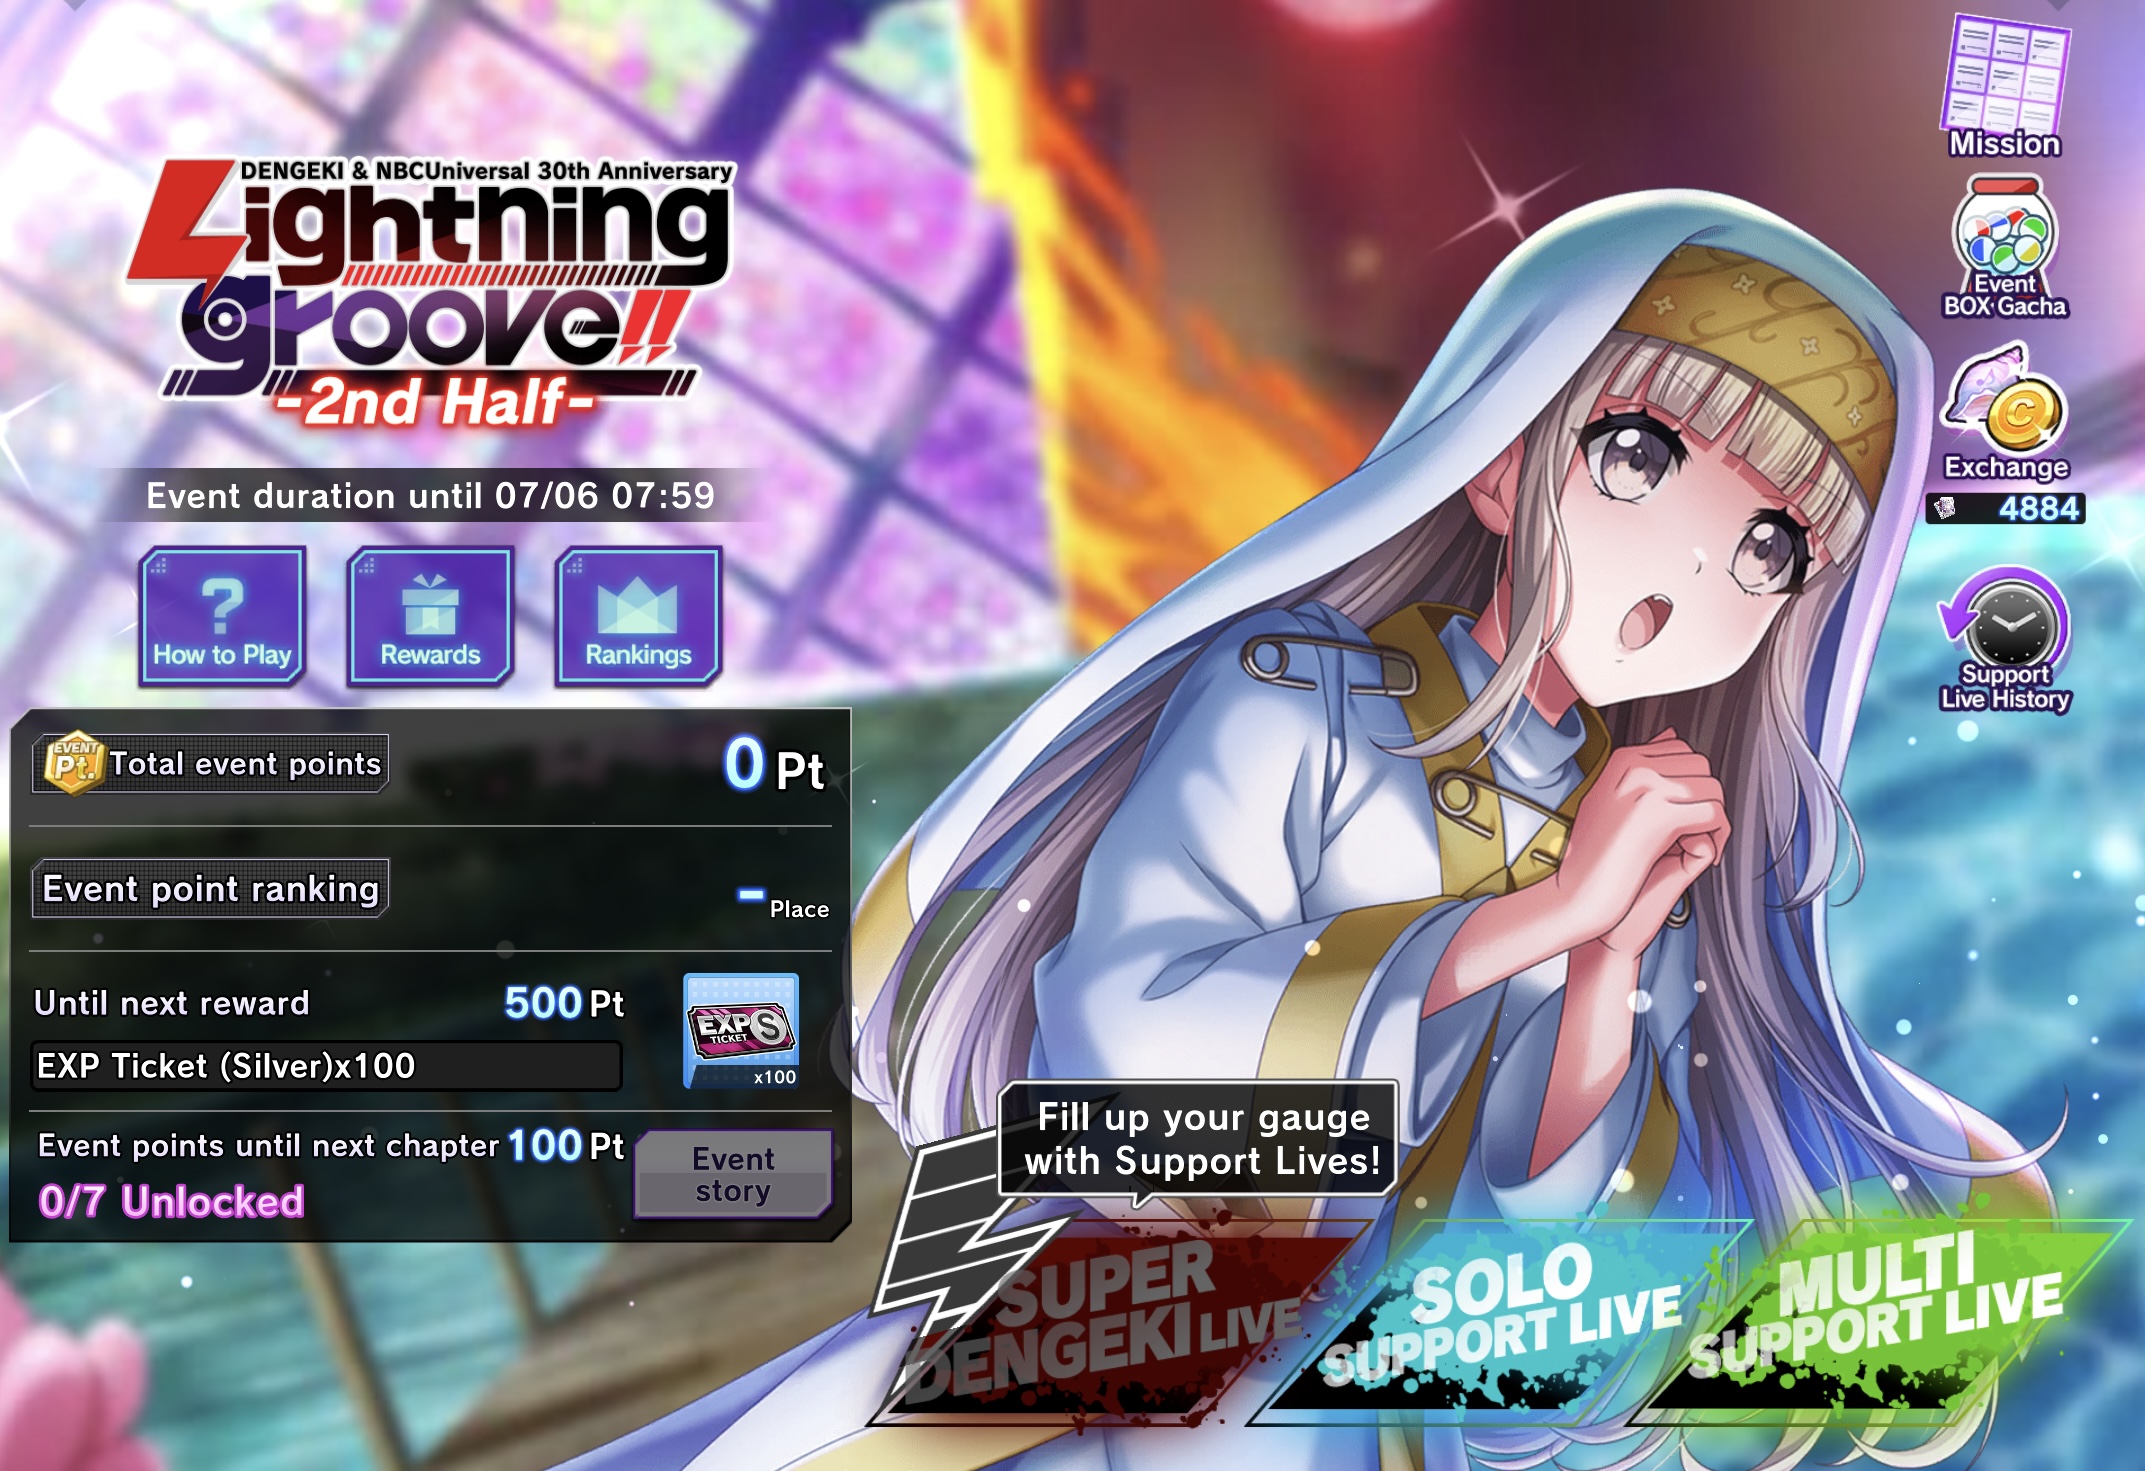 DENGEKI & NBCUniversal 30th Anniversary
Lightning
groove!!
-2nd Half-
Event duration until 07/06 07:59
How to Play
Rewards
Rankings
EVENT
Pt.
Total event points
0 Pt
Event point ranking
- Place
Until next reward
500 Pt
EXP Ticket (Silver)x100
EXP S
TICKET
x100
Event points until next chapter 100 Pt
0/7 Unlocked
Event
story
Mission
Event
BOX Gacha
C
Exchange
4884
Support
Live History
Fill up your gauge
with Support Lives!
SUPER
DENGEKI LIVE
SOLO
SUPPORT LIVE
MULTI
SUPPORT LIVE